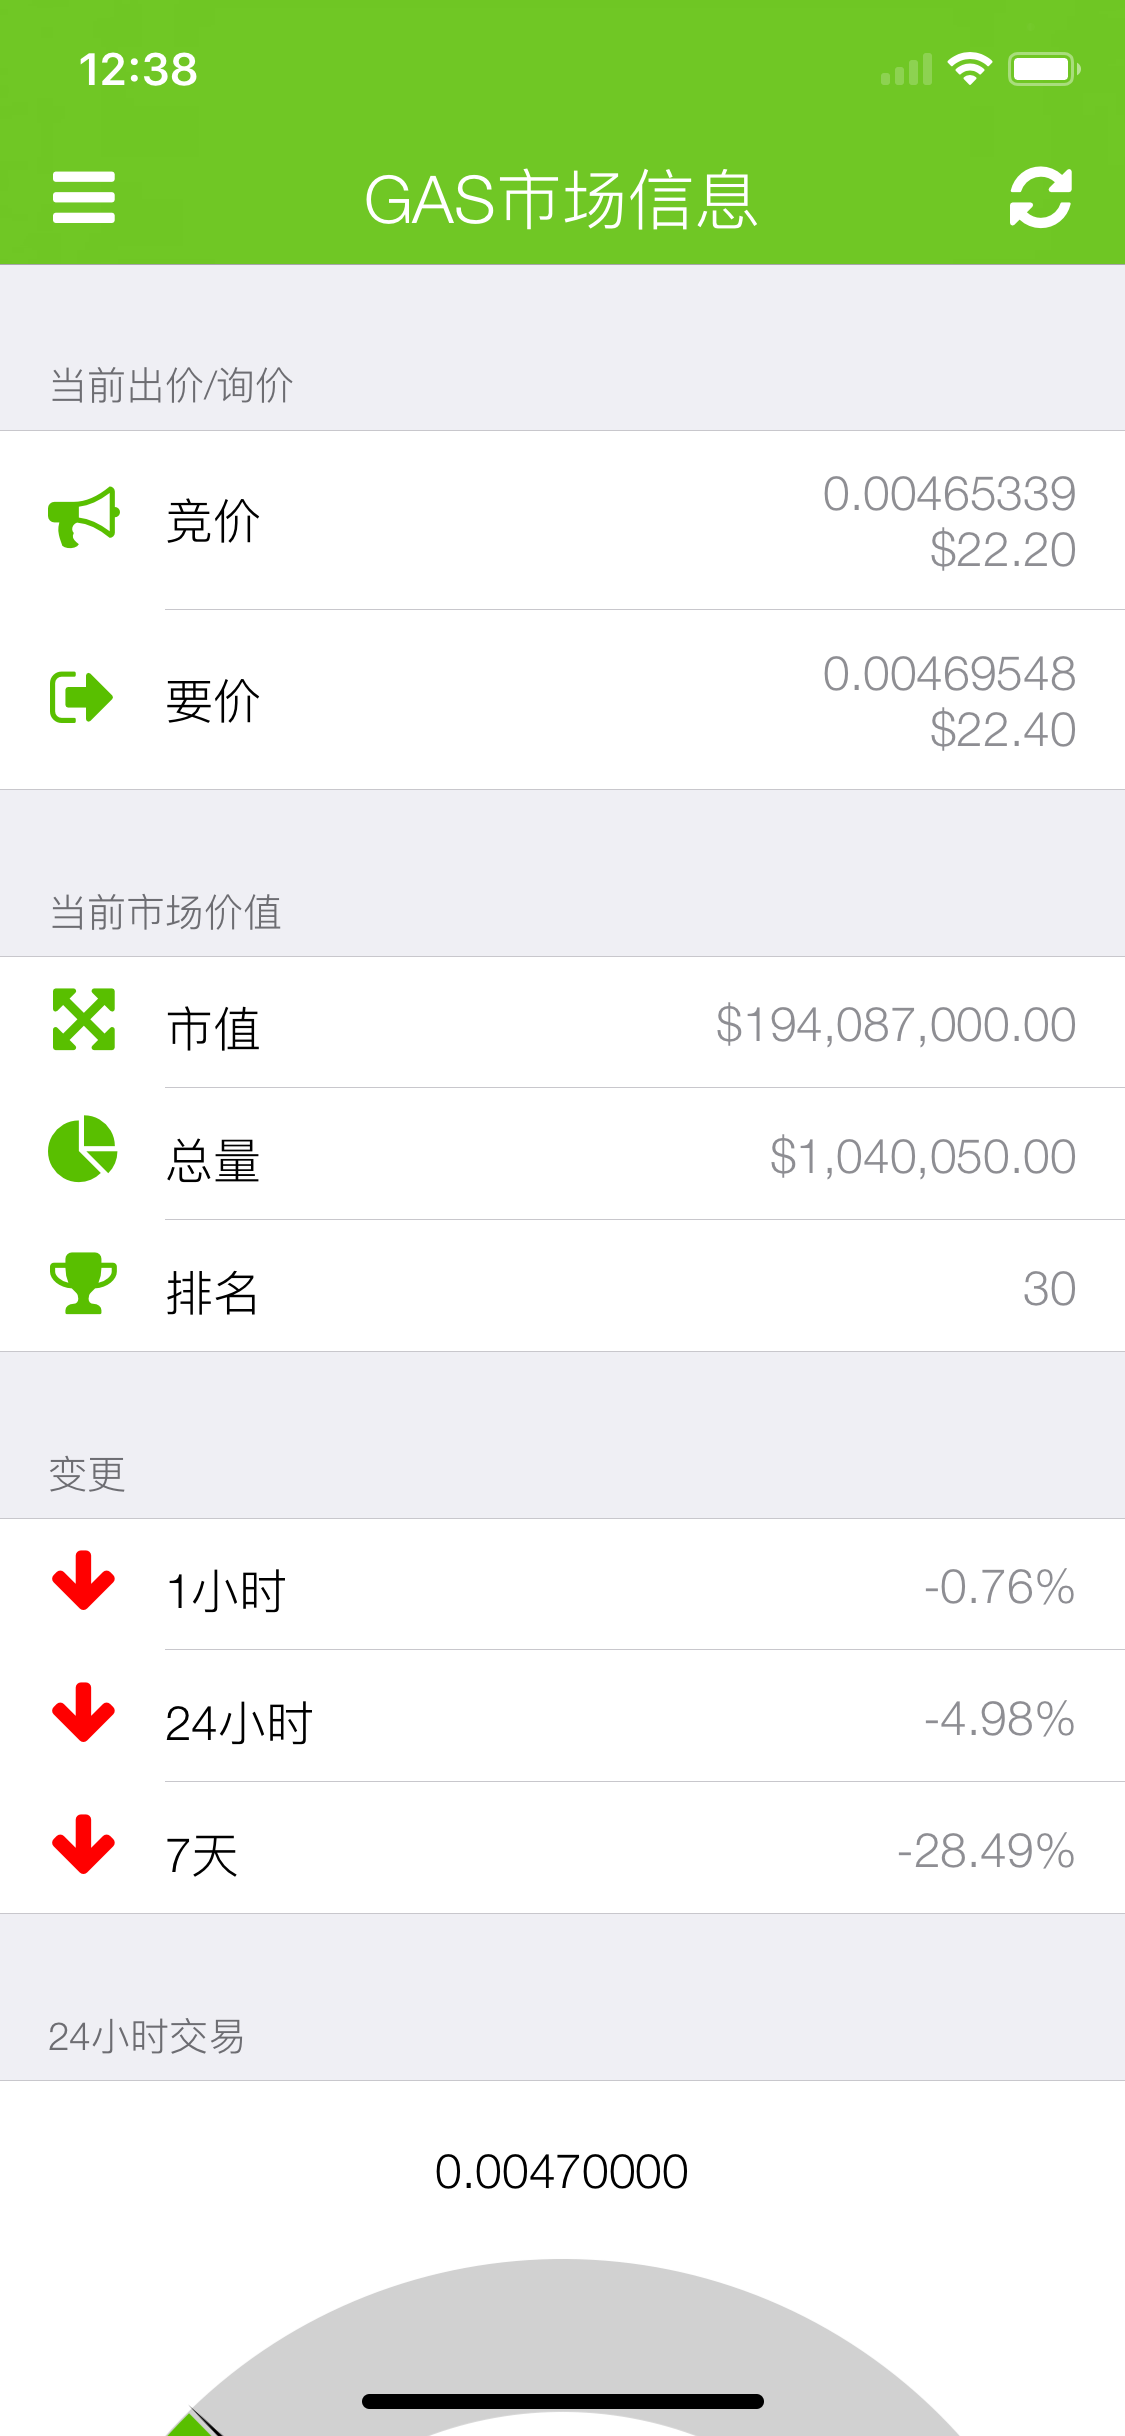 12:38
GAS市场信息
当前出价/询价
竞价
0.00465339
$22.20
要价
0.00469548
$22.40
当前市场价值
市值
$194,087,000.00
总量
$1,040,050.00
排名
30
变更
1小时
-0.76%
24小时
-4.98%
7天
-28.49%
24小时交易
0.00470000